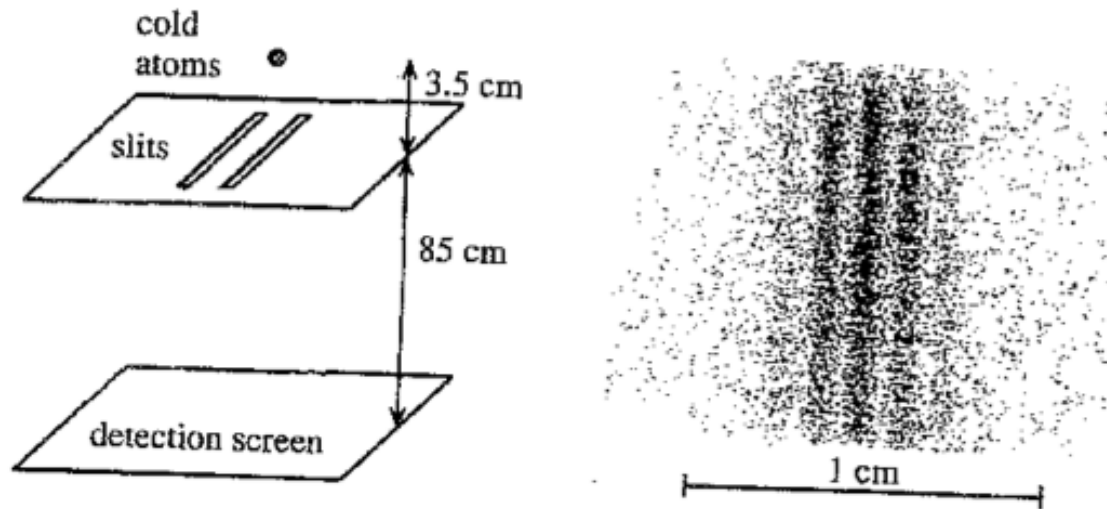 cold
atoms
3.5 cm
slits
85 cm
detection screen
1 cm